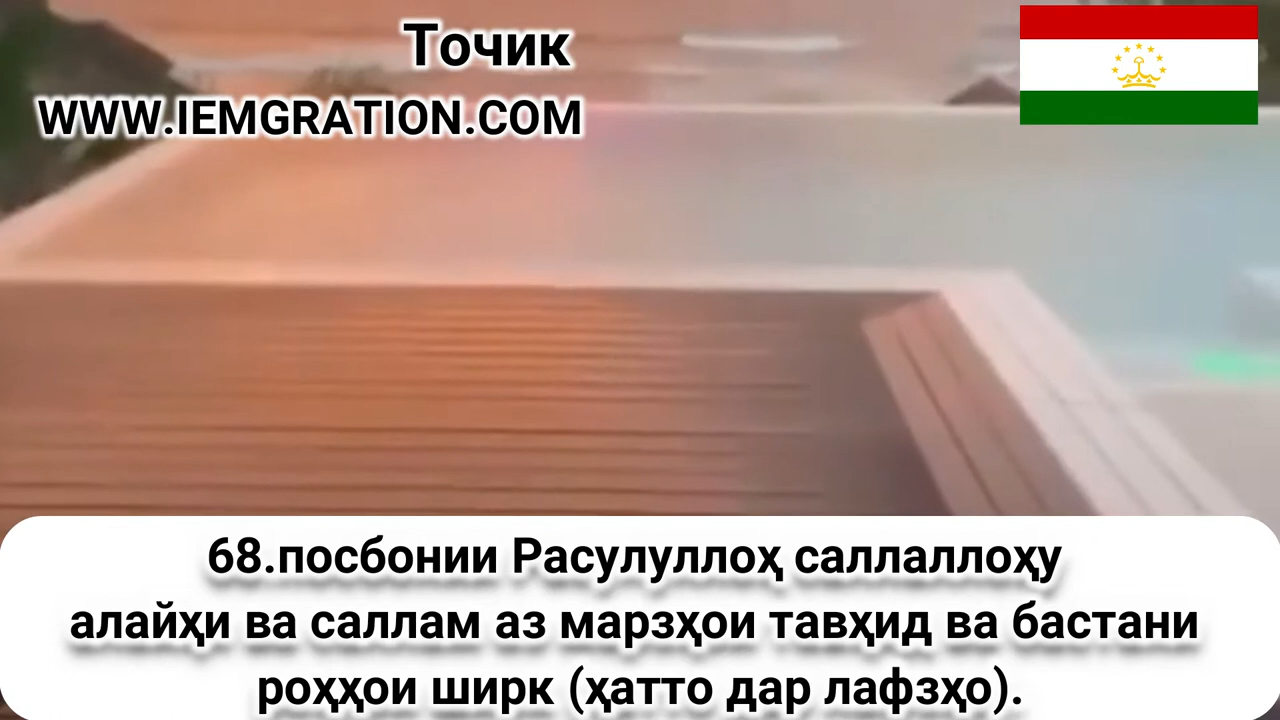 Точик
WWW.IEMGRATION.COM
68.посбонии Расулуллоҳ саллаллоҳу
алайҳи ва саллам аз марзҳои тавҳид ва бастани
роҳҳои ширк (ҳатто дар лафзҳо).